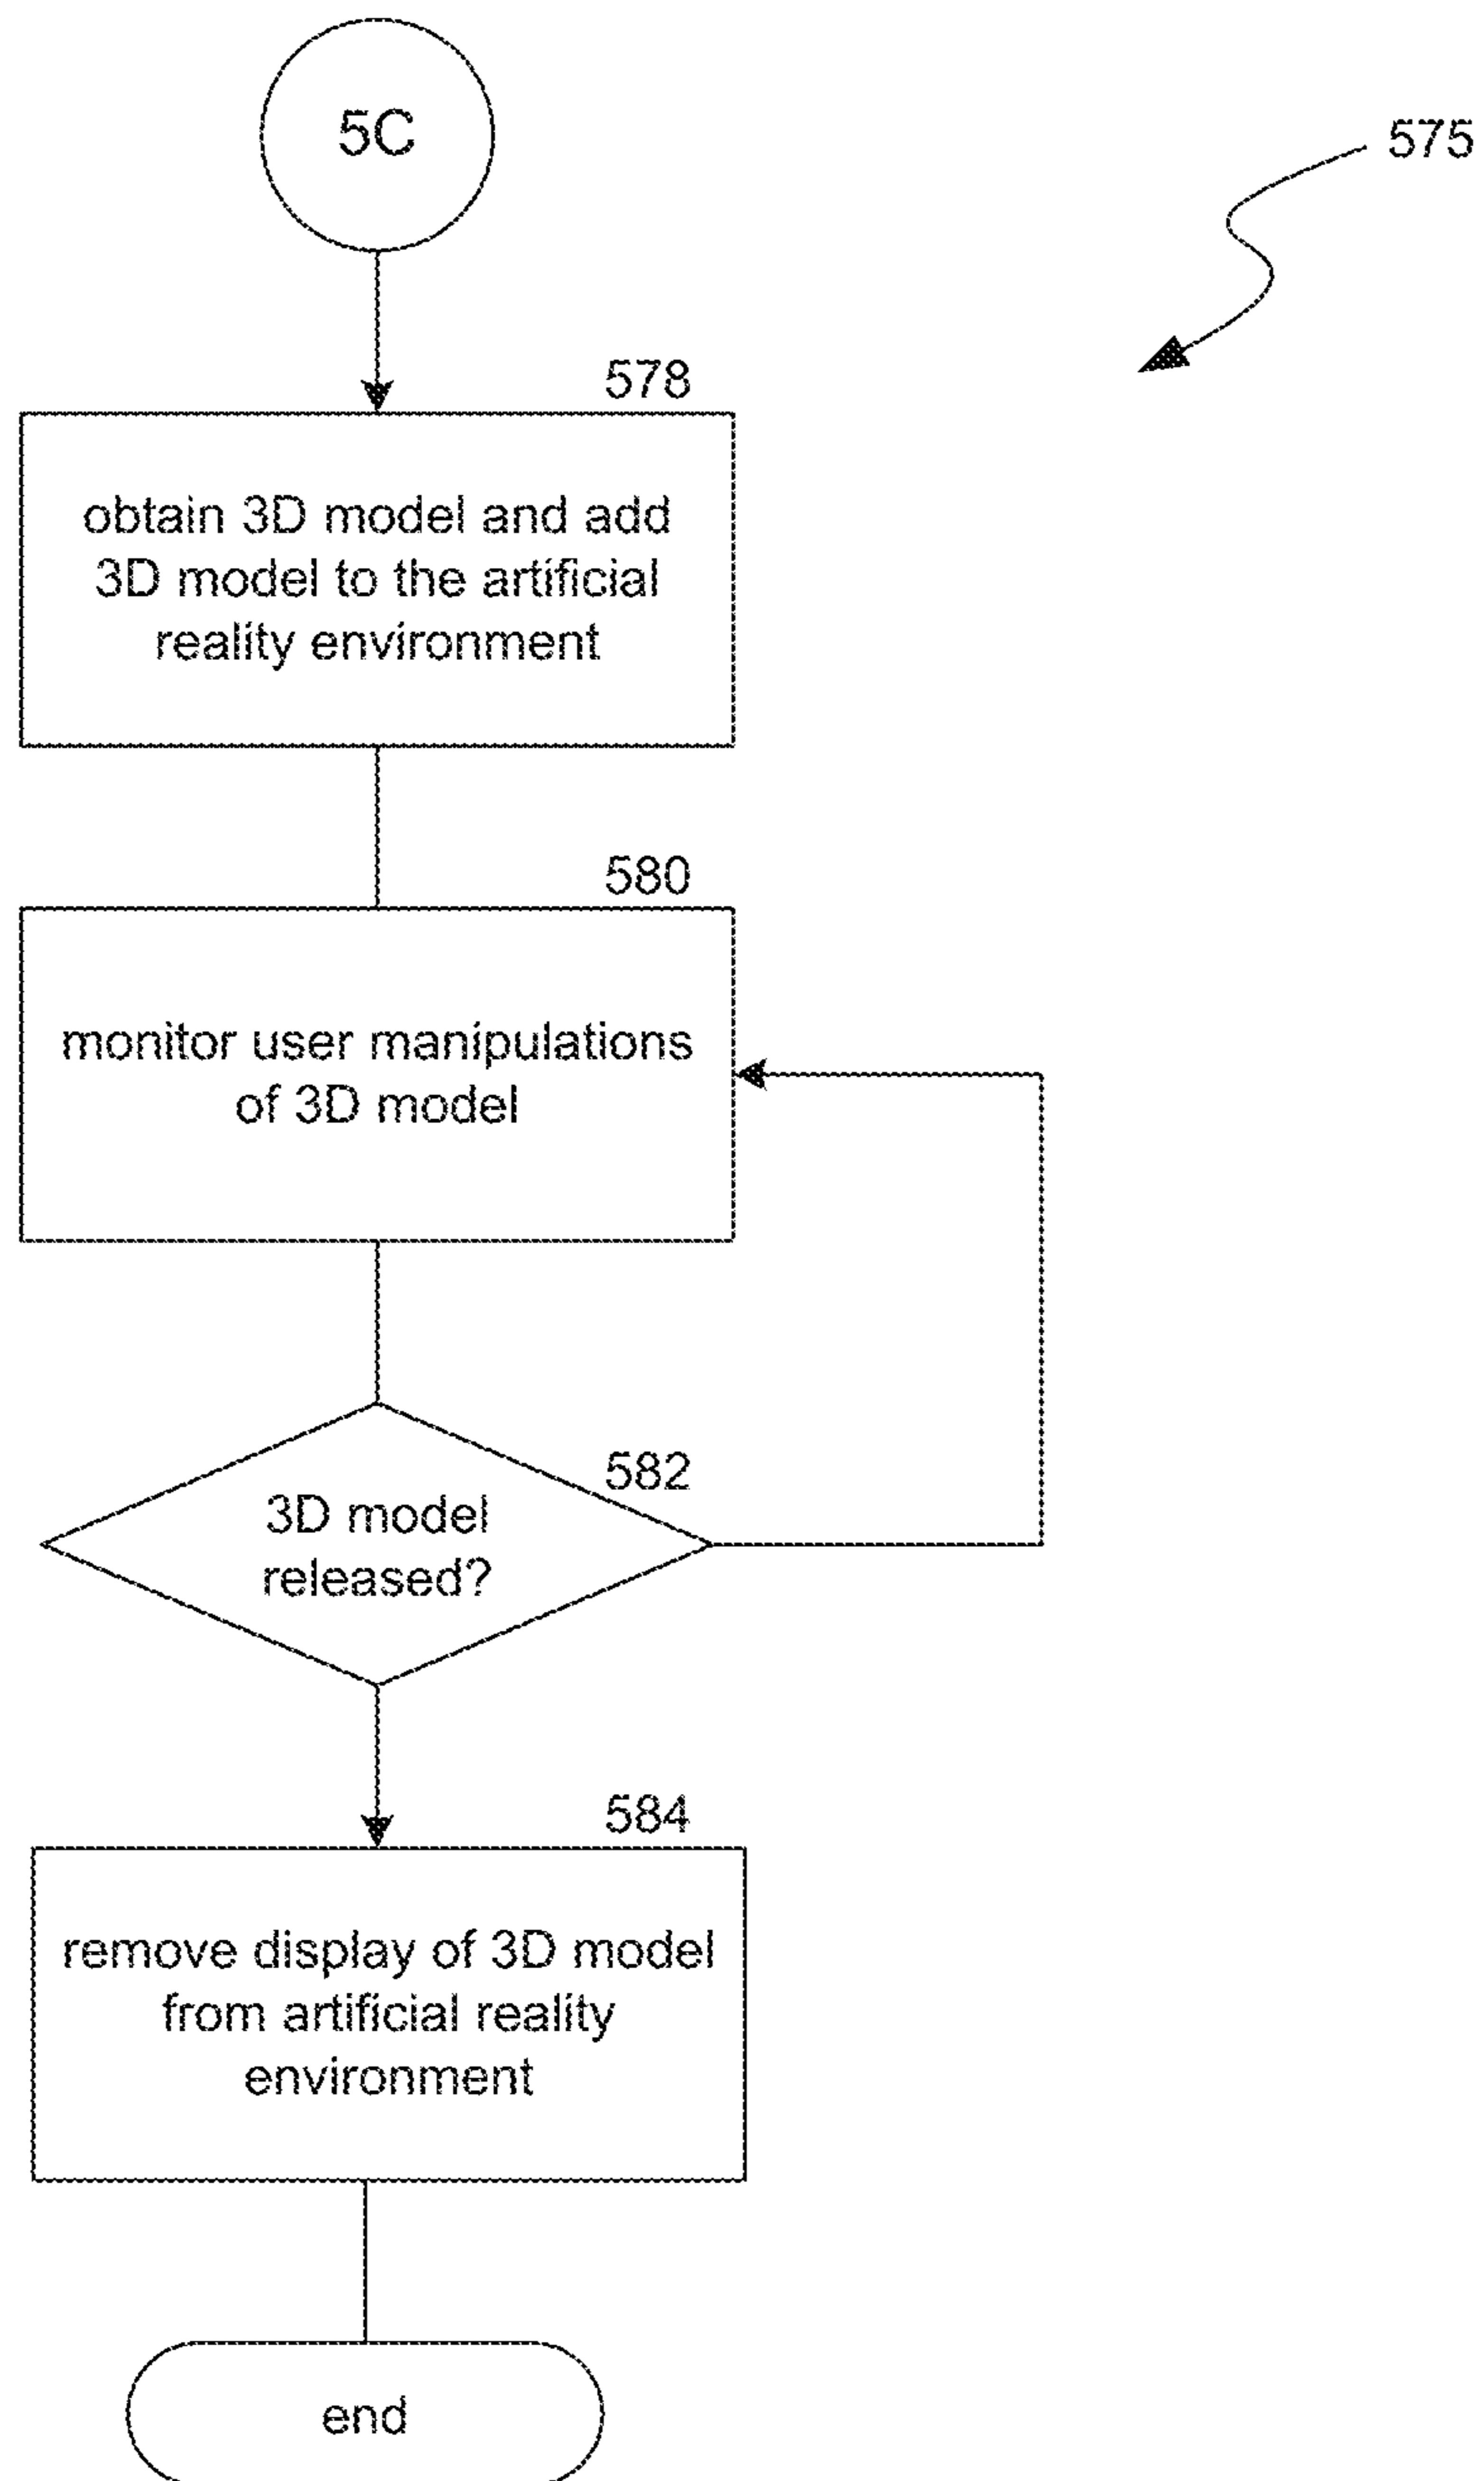 5C
575
578
obtain 3D model and add
3D model to the artificial
reality environment
580
monitor user manipulations
of 3D model
582
3D model
released?
584
remove display of 3D model
from artificial reality
environment
end